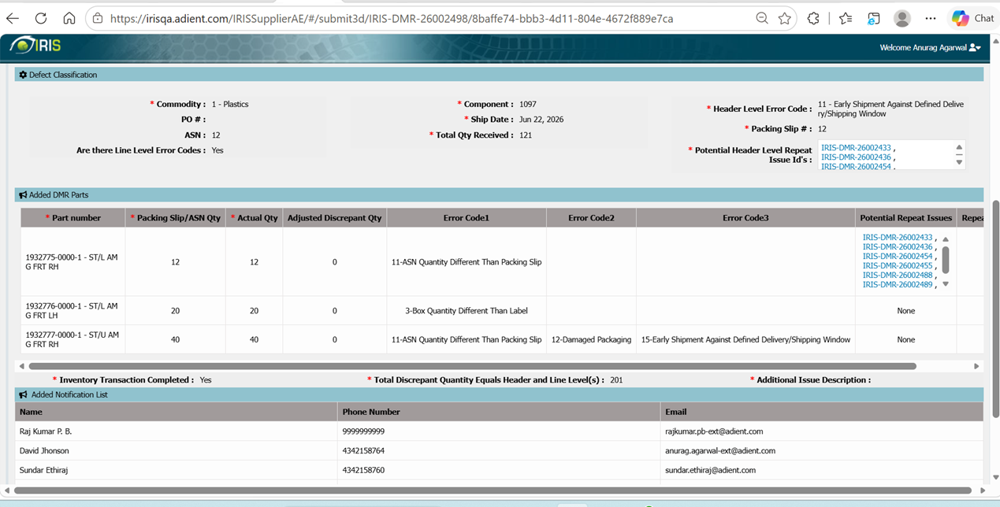 https://irisqa.adient.com/IRISSupplierAE/#/submit3d/IRIS-DMR-26002498/8baffe74-bbb3-4d11-804e-4672f889e7ca
Chat
IRIS
Welcome Anurag Agarwal
Defect Classification
* Commodity : 1 - Plastics
PO # :
ASN : 12
Are there Line Level Error Codes : Yes
* Component : 1097
* Ship Date : Jun 22, 2026
* Total Qty Received : 121
* Header Level Error Code : 11 - Early Shipment Against Defined Delive
ry/Shipping Window
* Packing Slip # : 12
* Potential Header Level Repeat
Issue Id's :
IRIS-DMR-26002433 ,
IRIS-DMR-26002436 ,
IRIS-DMR-26002454 ,
Added DMR Parts
* Part number * Packing Slip/ASN Qty * Actual Qty Adjusted Discrepant Qty Error Code1 Error Code2 Error Code3 Potential Repeat Issues Repea
1932775-0000-1 - ST/L AM
G FRT RH
12 12 0 11-ASN Quantity Different Than Packing Slip
IRIS-DMR-26002433 ,
IRIS-DMR-26002436 ,
IRIS-DMR-26002454 ,
IRIS-DMR-26002455 ,
IRIS-DMR-26002488 ,
IRIS-DMR-26002489 ,
1932776-0000-1 - ST/L AM
G FRT LH
20 20 0 3-Box Quantity Different Than Label None
1932777-0000-1 - ST/U AM
G FRT RH
40 40 0 11-ASN Quantity Different Than Packing Slip 12-Damaged Packaging 15-Early Shipment Against Defined Delivery/Shipping Window None
* Inventory Transaction Completed : Yes * Total Discrepant Quantity Equals Header and Line Level(s) : 201 * Additional Issue Description :
Added Notification List
Name Phone Number Email
Raj Kumar P. B. 9999999999 rajkumar.pb-ext@adient.com
David Jhonson 4342158764 anurag.agarwal-ext@adient.com
Sundar Ethiraj 4342158760 sundar.ethiraj@adient.com